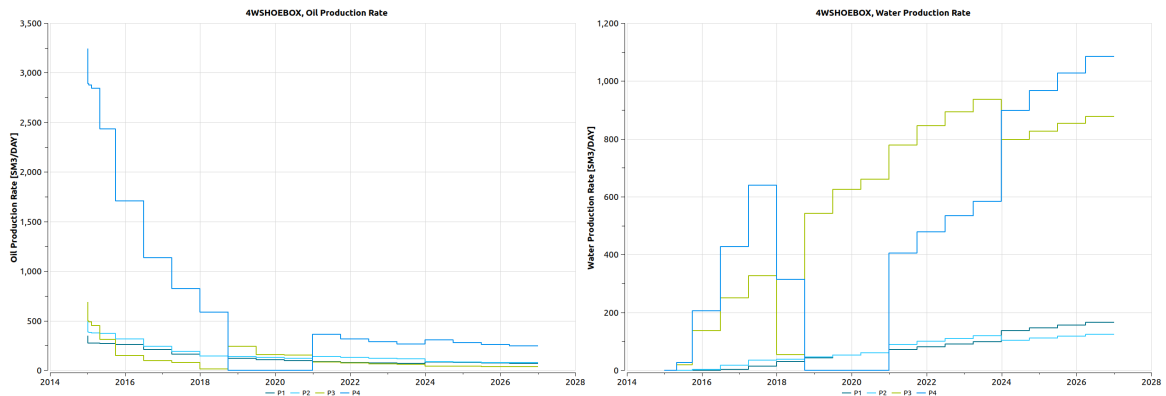 4WSHOEBOX, Oil Production Rate
Oil Production Rate [SM3/DAY]
3,500
3,000
2,500
2,000
1,500
1,000
500
0
2014 2016 2018 2020 2022 2024 2026 2028
P1 P2 P3 P4
4WSHOEBOX, Water Production Rate
Water Production Rate [SM3/DAY]
1,200
1,000
800
600
400
200
0
2014 2016 2018 2020 2022 2024 2026 2028
P1 P2 P3 P4